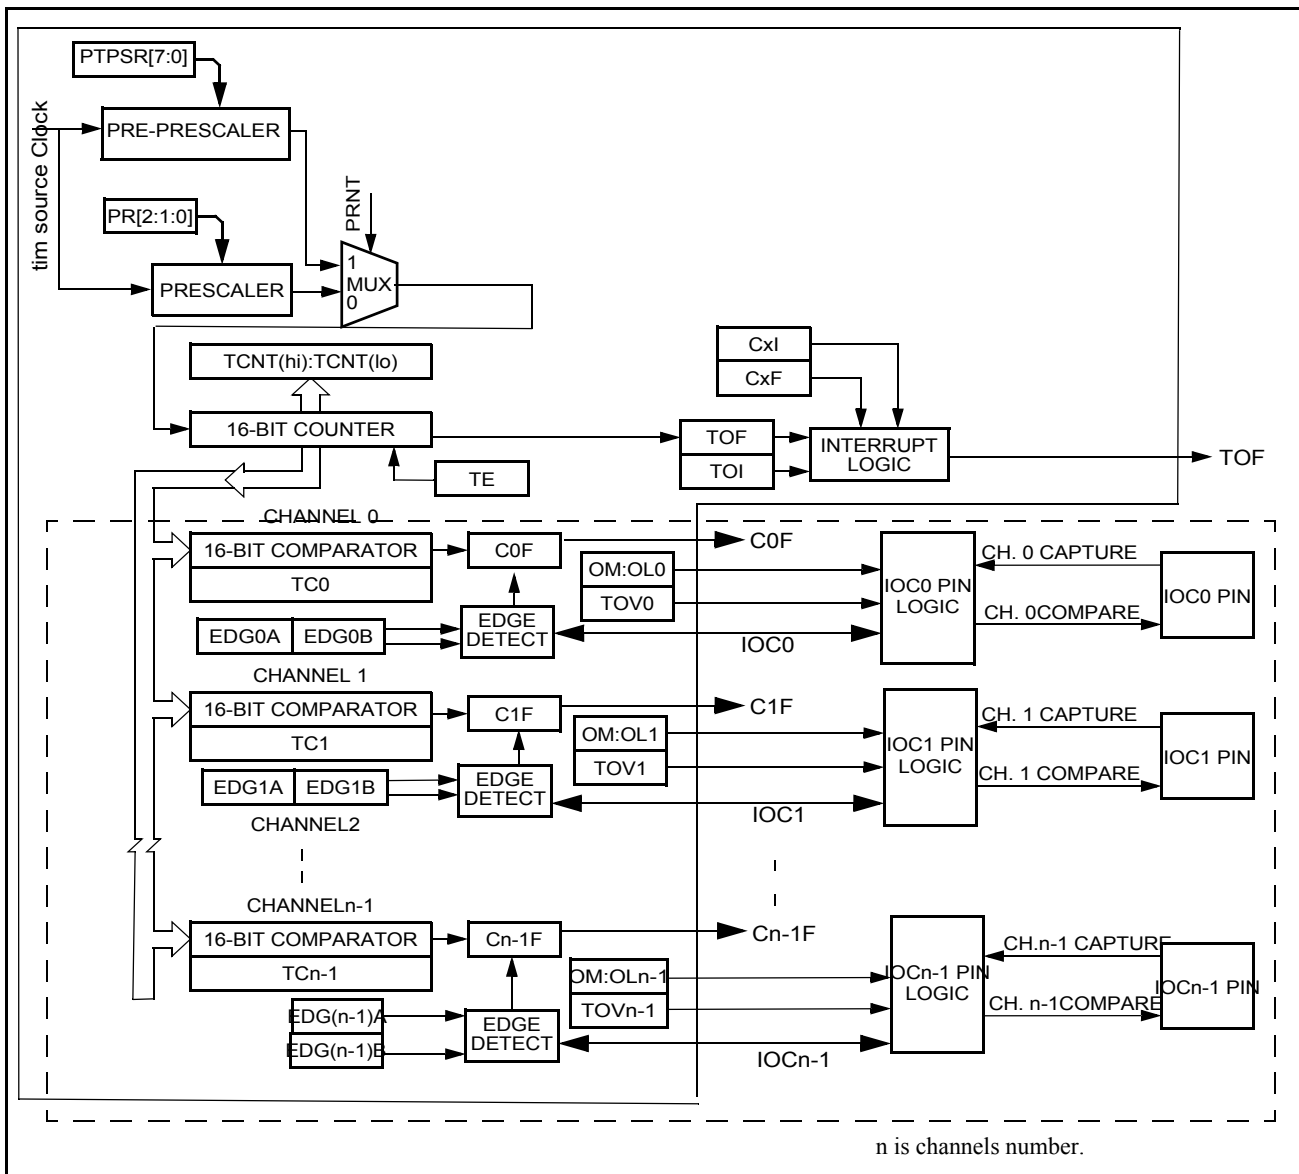 PTPSR[7:0]
tim source Clock
PRE-PRESCALER
PR[2:1:0]
PRNT
PRESCALER
1
MUX
0
TCNT(hi):TCNT(lo)
CxI
CxF
16-BIT COUNTER
TOF
TOI
INTERRUPT
LOGIC
TOF
TE
CHANNEL 0
16-BIT COMPARATOR
TC0
C0F
C0F
OM:OL0
TOV0
IOC0 PIN
LOGIC
CH. 0 CAPTURE
CH. 0COMPARE
IOC0 PIN
EDG0A
EDG0B
EDGE
DETECT
IOC0
CHANNEL 1
16-BIT COMPARATOR
TC1
C1F
C1F
OM:OL1
TOV1
IOC1 PIN
LOGIC
CH. 1 CAPTURE
CH. 1 COMPARE
IOC1 PIN
EDG1A
EDG1B
EDGE
DETECT
IOC1
CHANNEL2
CHANNELn-1
16-BIT COMPARATOR
TCn-1
Cn-1F
Cn-1F
OM:OLn-1
TOVn-1
IOCn-1 PIN
LOGIC
CH.n-1 CAPTURE
CH. n-1COMPARE
IOCn-1 PIN
EDG(n-1)A
EDG(n-1)B
EDGE
DETECT
IOCn-1
n is channels number.